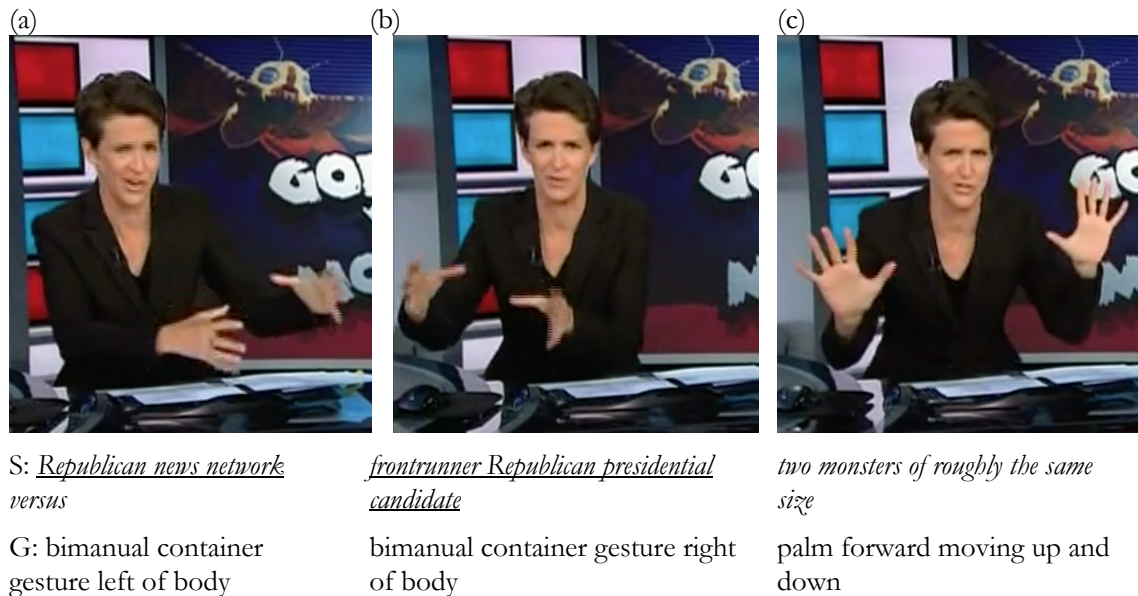 (a)
(b)
(c)
GO
S: Republican news network
versus
frontrunner Republican presidential
candidate
two monsters of roughly the same
size
G: bimanual container
gesture left of body
bimanual container gesture right
of body
palm forward moving up and
down